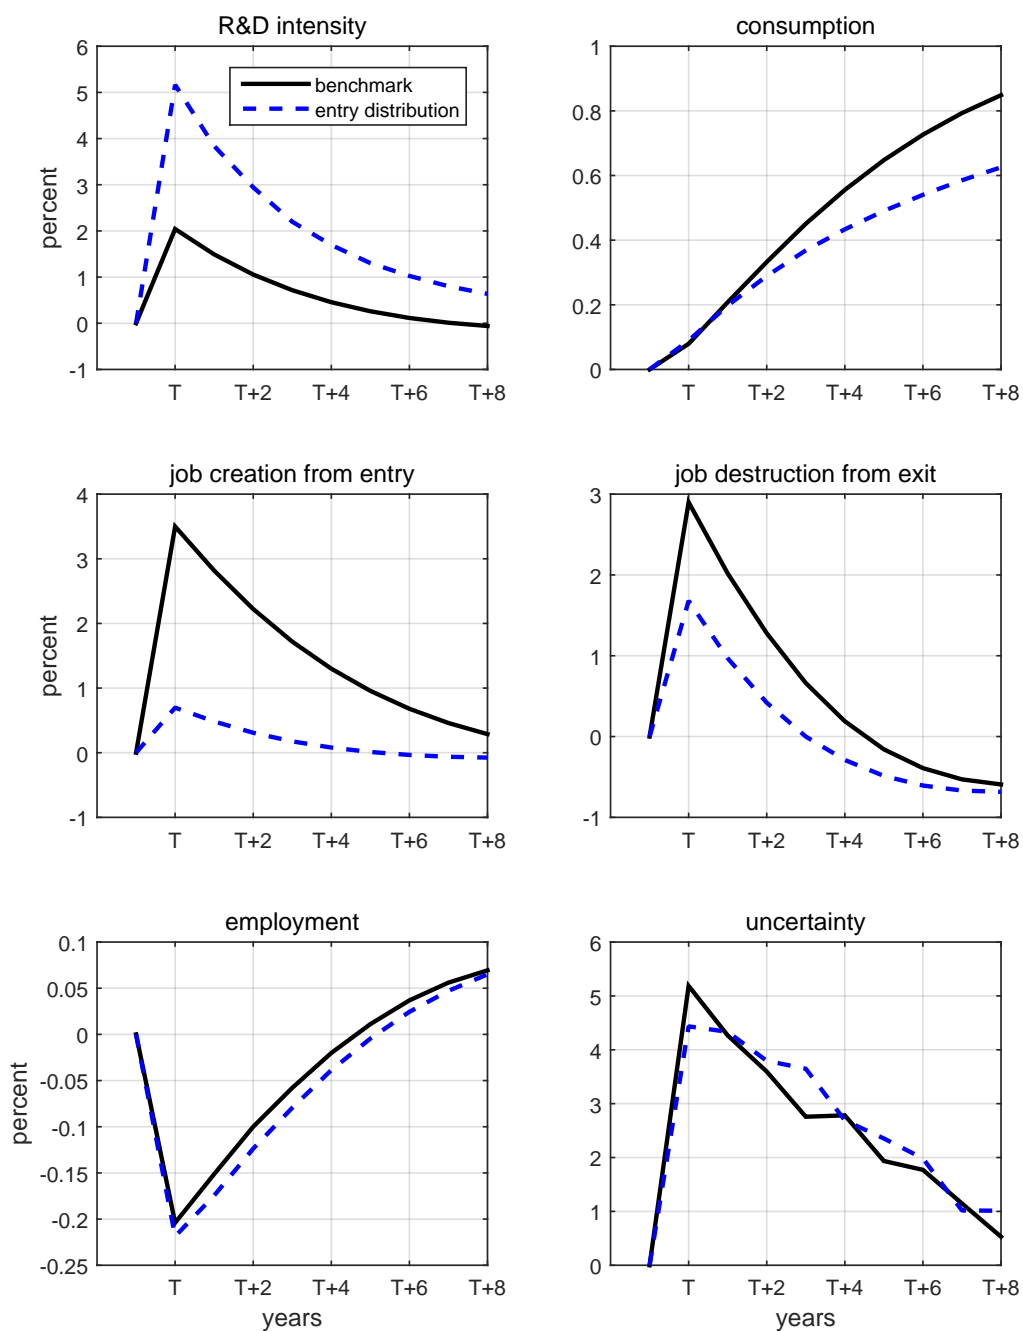 R&D intensity
6
5
4
3
2
1
0
-1
percent
benchmark
entry distribution
T
T+2
T+4
T+6
T+8
consumption
1
0.8
0.6
0.4
0.2
0
T
T+2
T+4
T+6
T+8
job creation from entry
4
3
2
1
0
-1
percent
T
T+2
T+4
T+6
T+8
job destruction from exit
3
2
1
0
-1
T
T+2
T+4
T+6
T+8
employment
0.1
0.05
0
-0.05
-0.1
-0.15
-0.2
-0.25
percent
T
T+2
T+4
T+6
T+8
years
uncertainty
6
5
4
3
2
1
0
T
T+2
T+4
T+6
T+8
years